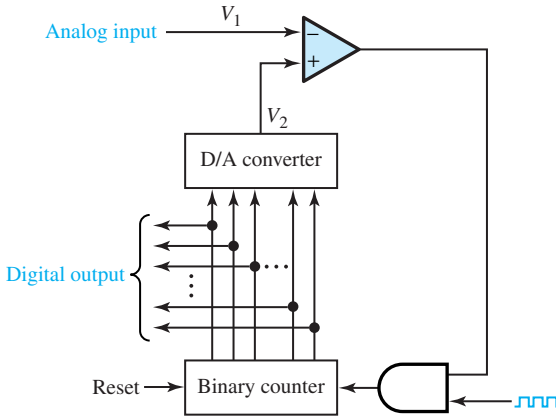 Analog input
V1
−
+
V2
D/A converter
Digital output
Reset
Binary counter